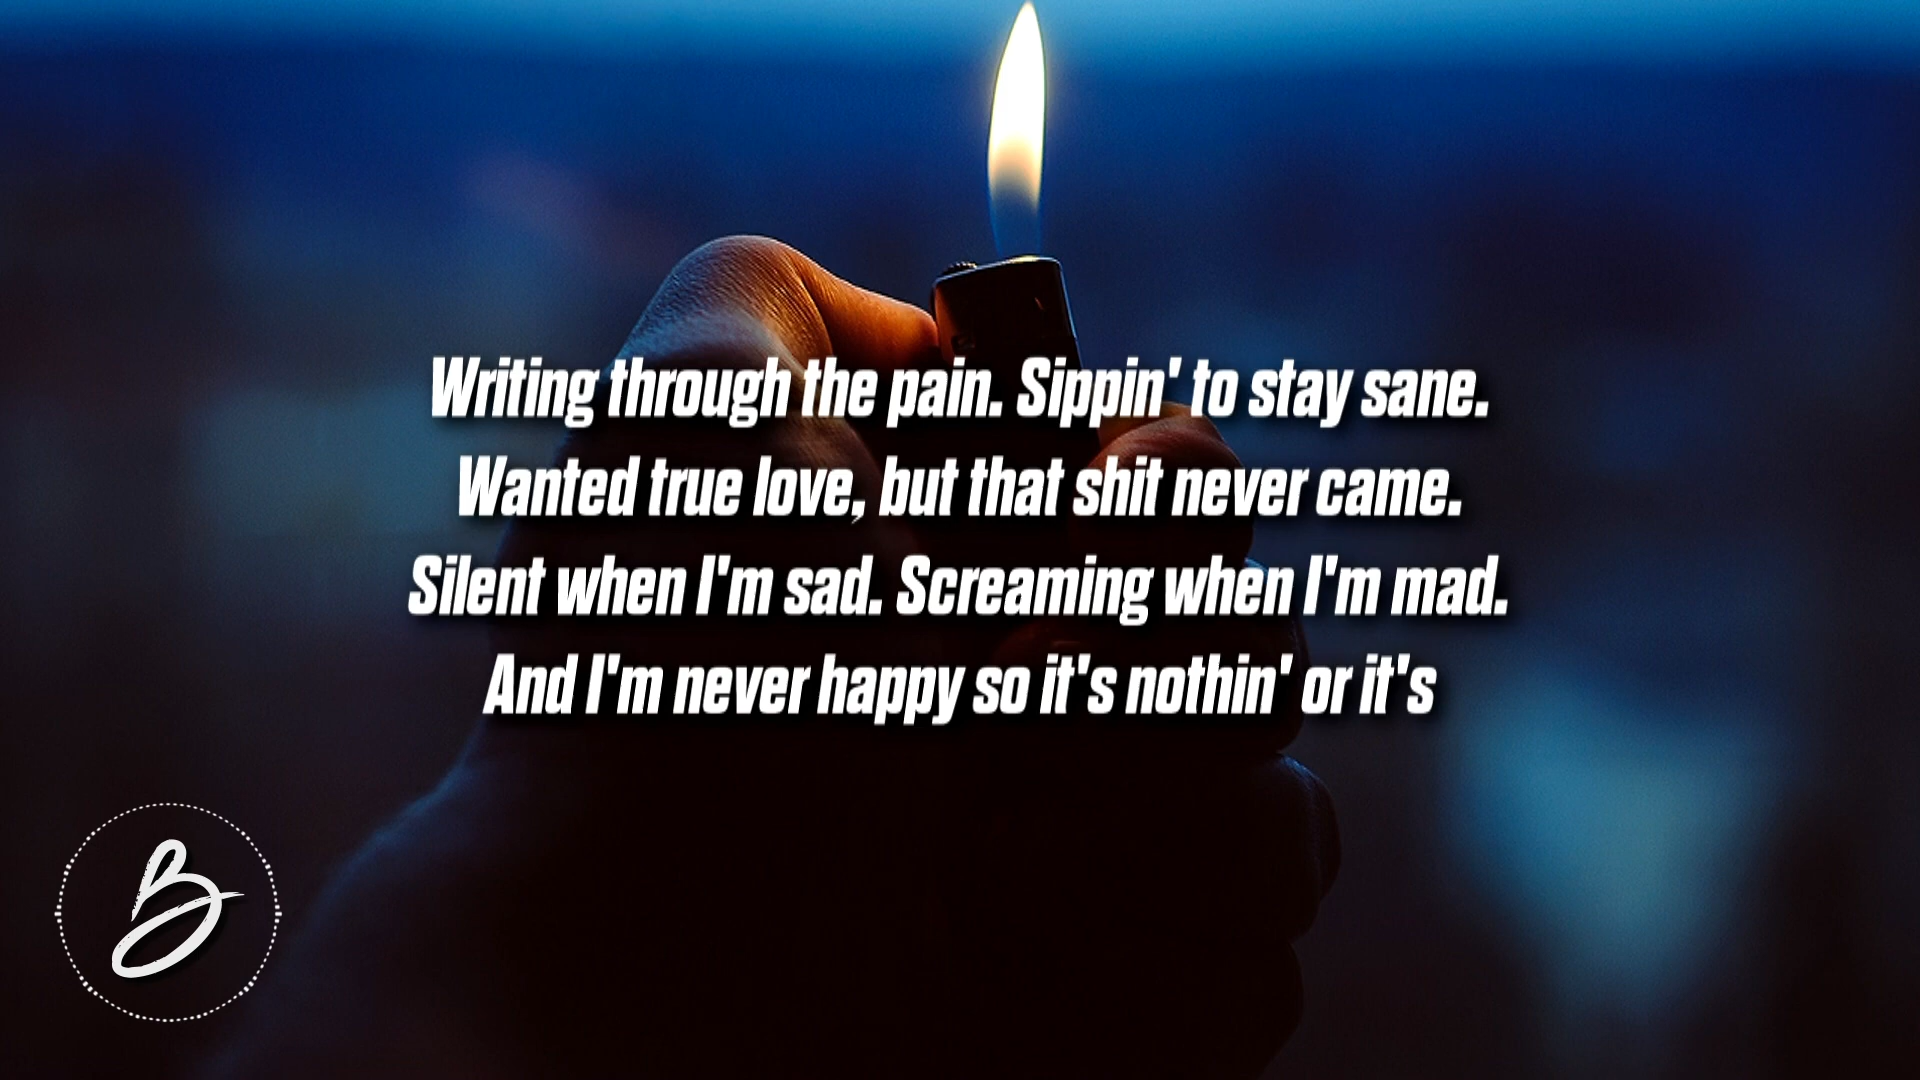 Writing through the pain. Sippin' to stay sane.
Wanted true love, but that shit never came.
Silent when I'm sad. Screaming when I'm mad.
And I'm never happy so it's nothin' or it's
B